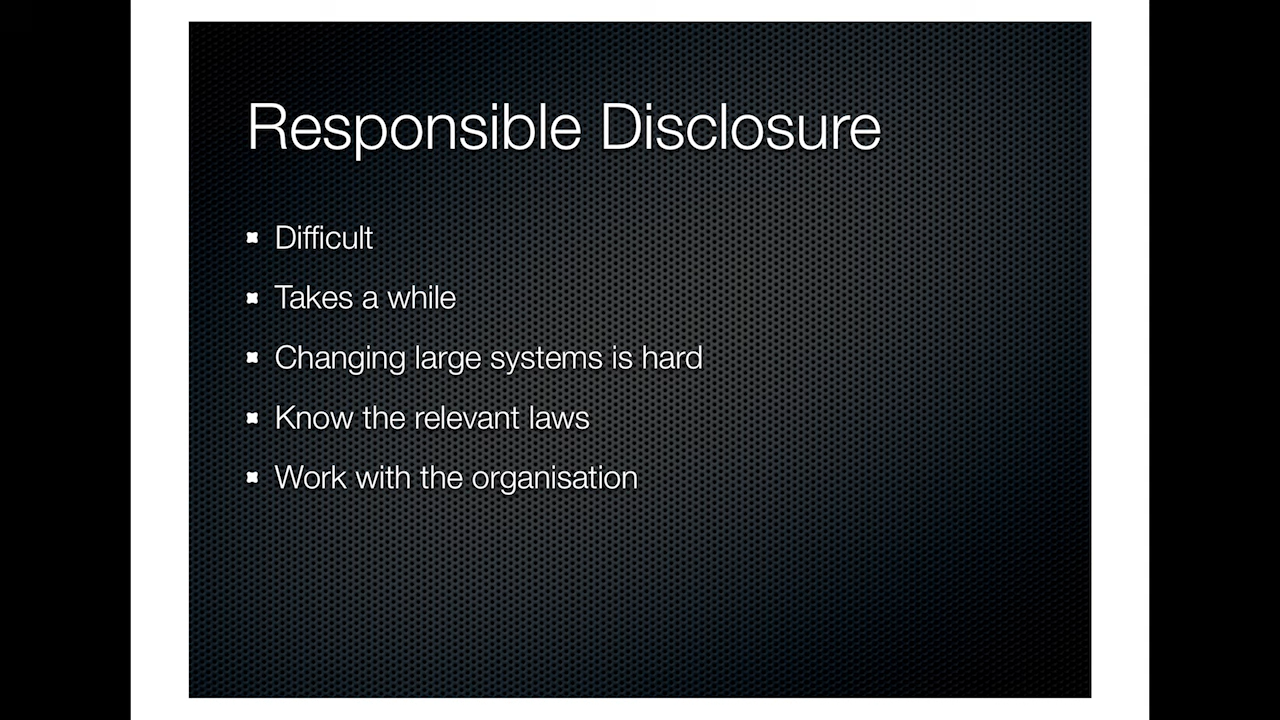 Responsible Disclosure
Difficult
Takes a while
Changing large systems is hard
Know the relevant laws
Work with the organisation